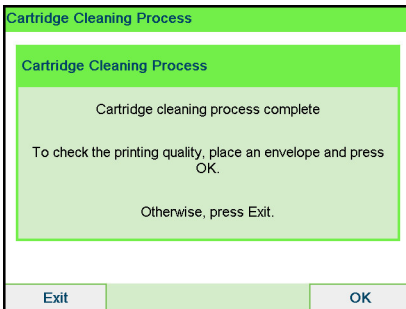 Cartridge Cleaning Process
Cartridge Cleaning Process
Cartridge cleaning process complete
To check the printing quality, place an envelope and press
OK.
Otherwise, press Exit.
Exit
OK